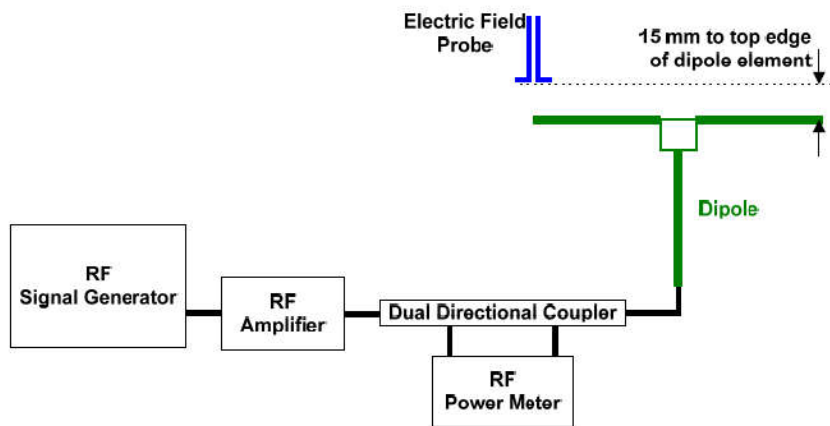 Electric Field
Probe
15 mm to top edge
of dipole element
Dipole
RF
Signal Generator
RF
Amplifier
Dual Directional Coupler
RF
Power Meter